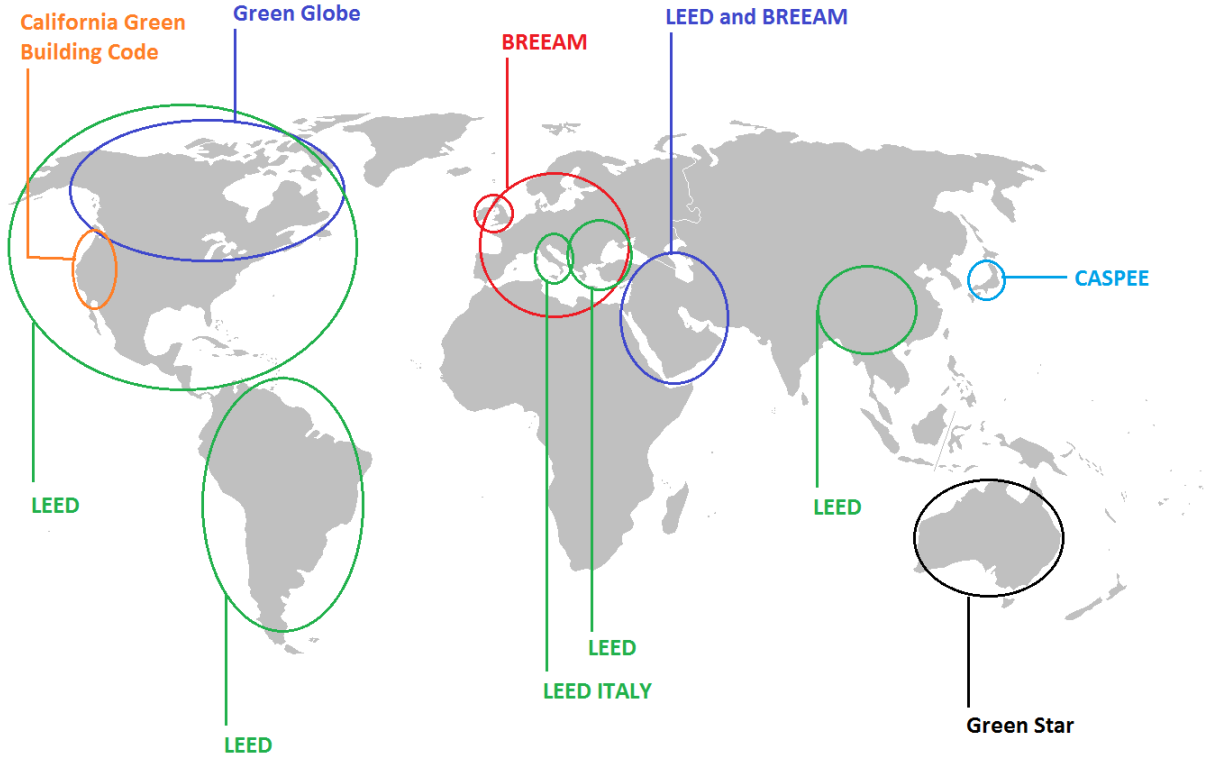 California Green
Building Code
Green Globe
BREEAM
LEED and BREEAM
CASPEE
LEED
LEED
LEED
LEED ITALY
Green Star
LEED